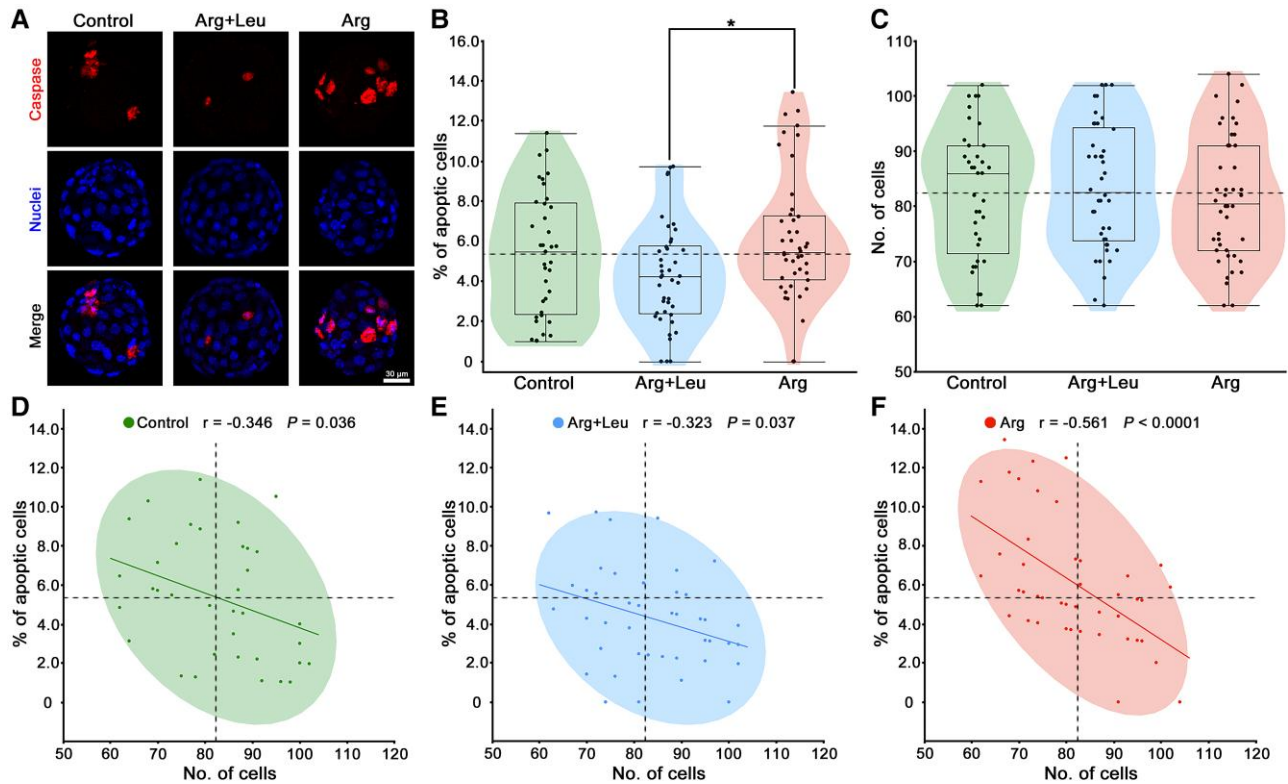 A
Control Arg+Leu Arg
Caspase
Nuclei
Merge
30 µm
B
% of apoptic cells
16.0
14.0
12.0
10.0
8.0
6.0
4.0
2.0
0
*
Control Arg+Leu Arg
C
No. of cells
110
100
90
80
70
60
50
Control Arg+Leu Arg
D
Control r = -0.346 P = 0.036
% of apoptic cells
14.0
12.0
10.0
8.0
6.0
4.0
2.0
0
50 60 70 80 90 100 110 120
No. of cells
E
Arg+Leu r = -0.323 P = 0.037
% of apoptic cells
14.0
12.0
10.0
8.0
6.0
4.0
2.0
0
50 60 70 80 90 100 110 120
No. of cells
F
Arg r = -0.561 P < 0.0001
% of apoptic cells
14.0
12.0
10.0
8.0
6.0
4.0
2.0
0
50 60 70 80 90 100 110 120
No. of cells